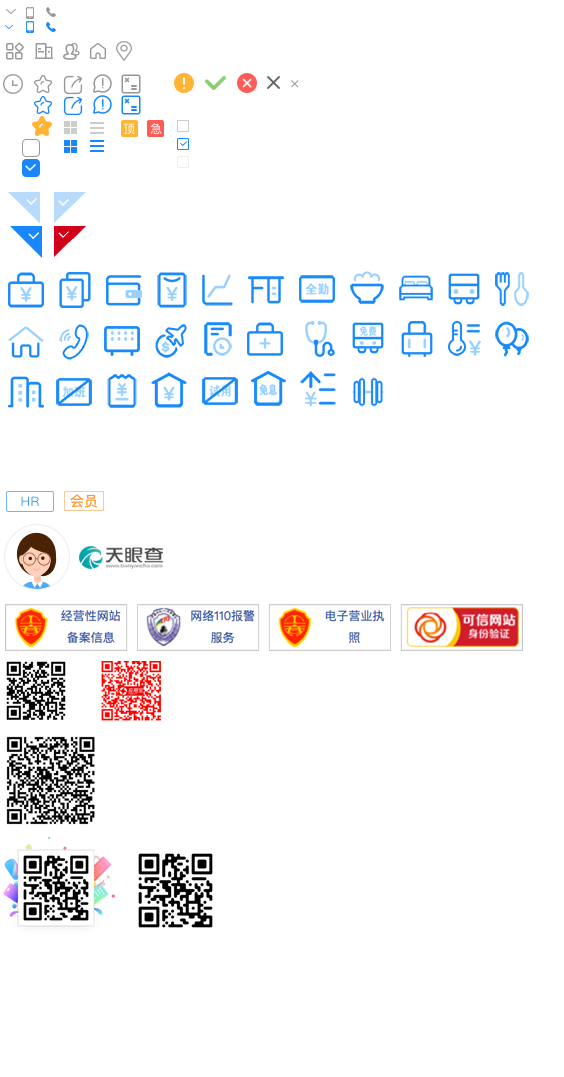 顶 急
¥ ¥ ¥ 全勤
$ 免费 ¥
加班 ¥ ¥ 试用 免息 ¥
HR 会员
天眼查
www.tianyancha.com
经营性网站 网络110报警 电子营业执 可信网站
备案信息 服务 照 身份验证